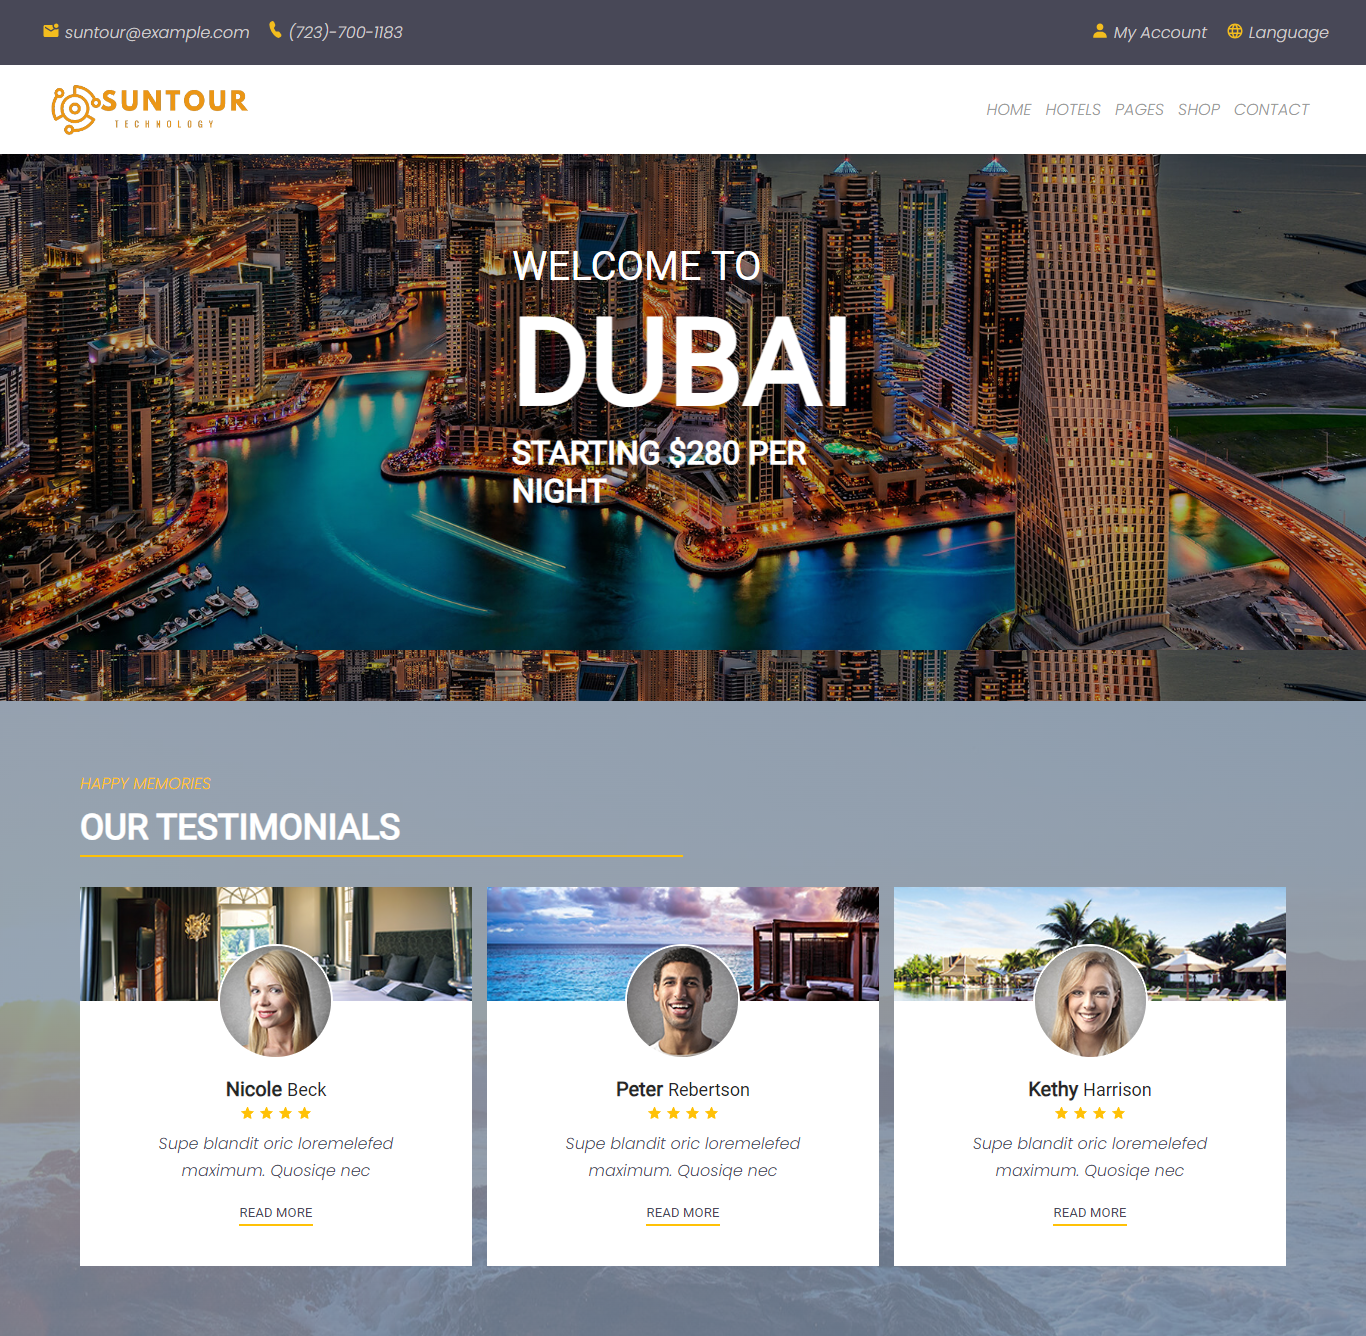 suntour@example.com (723)-700-1183 My Account Language
SUNTOUR
TECHNOLOGY
HOME HOTELS PAGES SHOP CONTACT
WELCOME TO
DUBAI
STARTING $280 PER
NIGHT
HAPPY MEMORIES
OUR TESTIMONIALS
Nicole Beck
Supe blandit oric loremelefed
maximum. Quosiqe nec
READ MORE
Peter Rebertson
Supe blandit oric loremelefed
maximum. Quosiqe nec
READ MORE
Kethy Harrison
Supe blandit oric loremelefed
maximum. Quosiqe nec
READ MORE